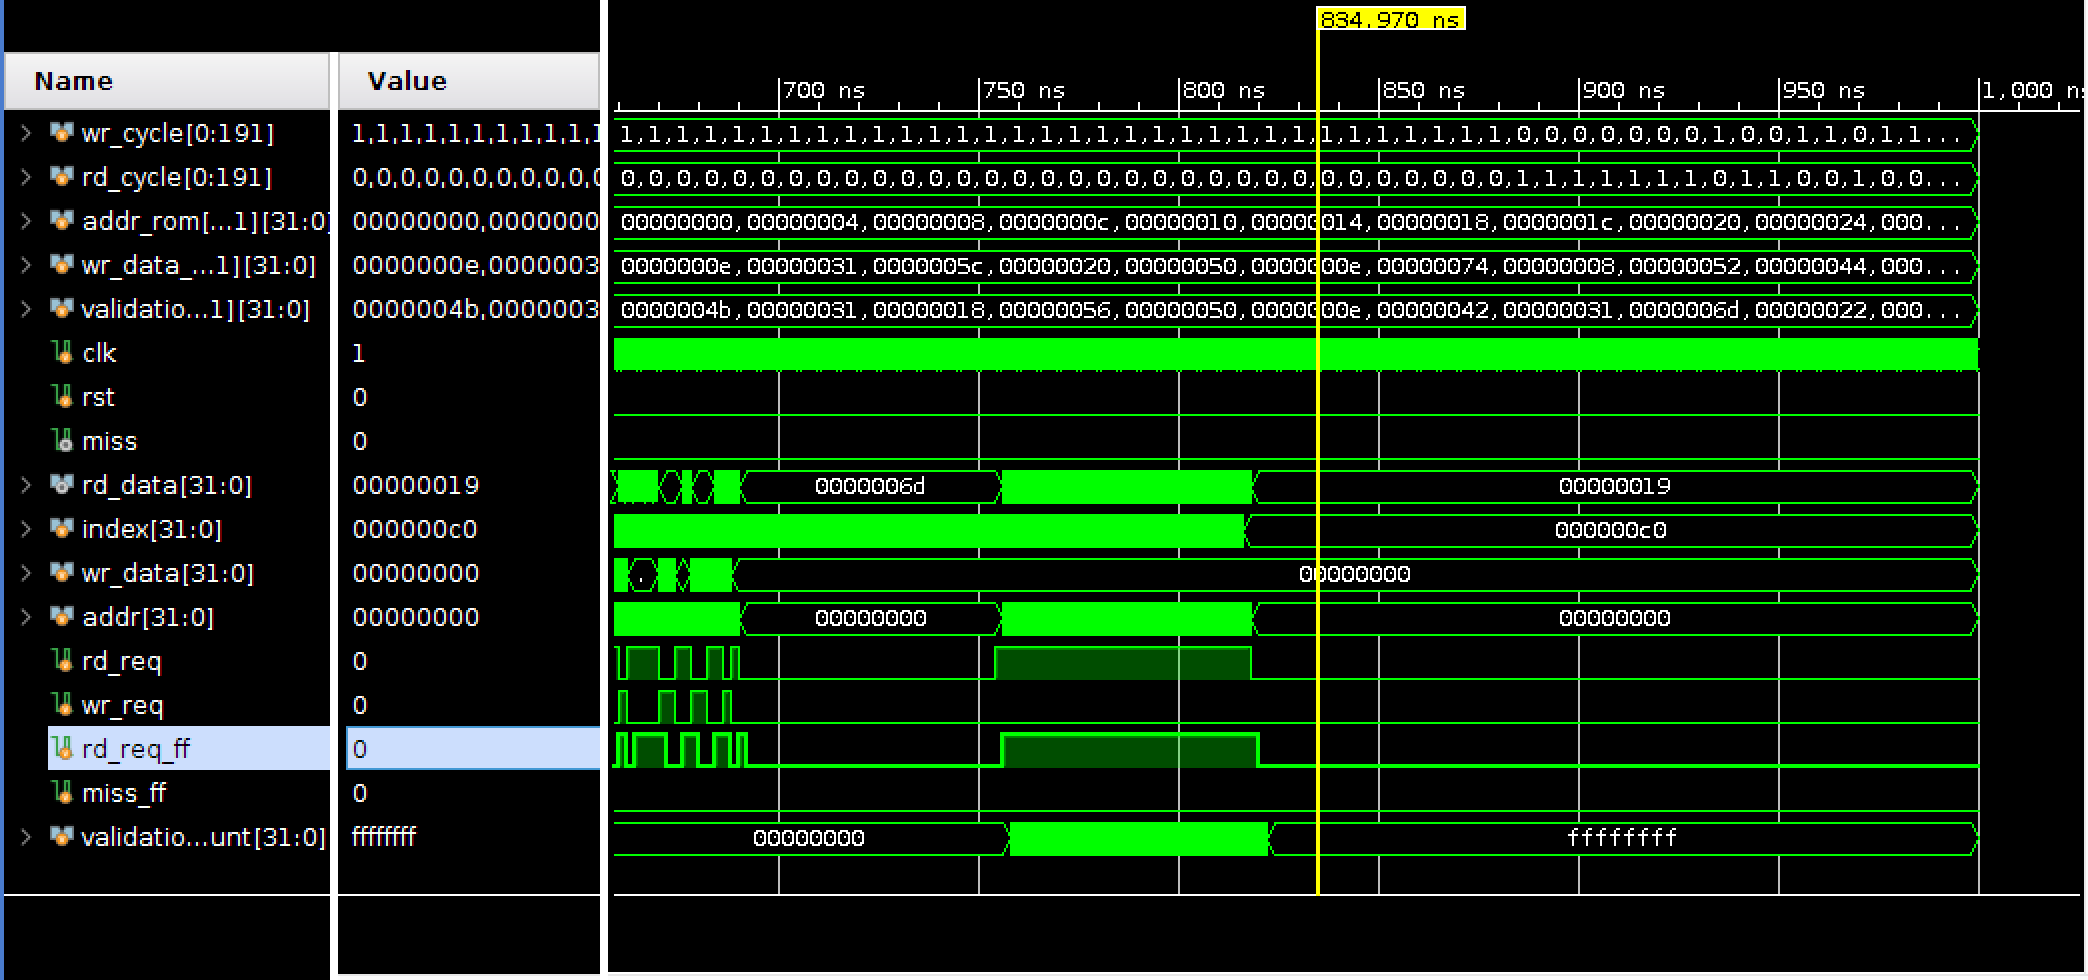 834.970 ns
Name Value 700 ns 750 ns 800 ns 850 ns 900 ns 950 ns 1,000 n
wr_cycle[0:191] 1,1,1,1,1,1,1,1,1,1,1 1,1,1,1,1,1,1,1,1,1,1,1,1,1,1,1,1,1,1,1,1,1,1,1,1,1,1,1,1,1,1,1,0,0,0,0,0,0,0,1,0,0,1,1,0,1,1...
rd_cycle[0:191] 0,0,0,0,0,0,0,0,0,0,0 0,0,0,0,0,0,0,0,0,0,0,0,0,0,0,0,0,0,0,0,0,0,0,0,0,0,0,0,0,0,0,0,1,1,1,1,1,1,1,0,1,1,0,0,1,0,0...
addr_rom[...1][31:0] 00000000,00000000 00000000,00000004,00000008,0000000c,00000010,00000014,00000018,0000001c,00000020,00000024,000...
wr_data_...1][31:0] 0000000e,0000003 0000000e,00000031,0000005c,00000020,00000050,0000000e,00000074,00000008,00000052,00000044,000...
validatio...1][31:0] 0000004b,0000003 0000004b,00000031,00000018,00000056,00000050,0000000e,00000042,00000031,0000006d,00000022,000...
clk 1
rst 0
miss 0
rd_data[31:0] 00000019 0000006d 00000019
index[31:0] 000000c0 000000c0
wr_data[31:0] 00000000 . 00000000
addr[31:0] 00000000 00000000 00000000
rd_req 0
wr_req 0
rd_req_ff 0
miss_ff 0
validatio...unt[31:0] ffffffff 00000000 ffffffff